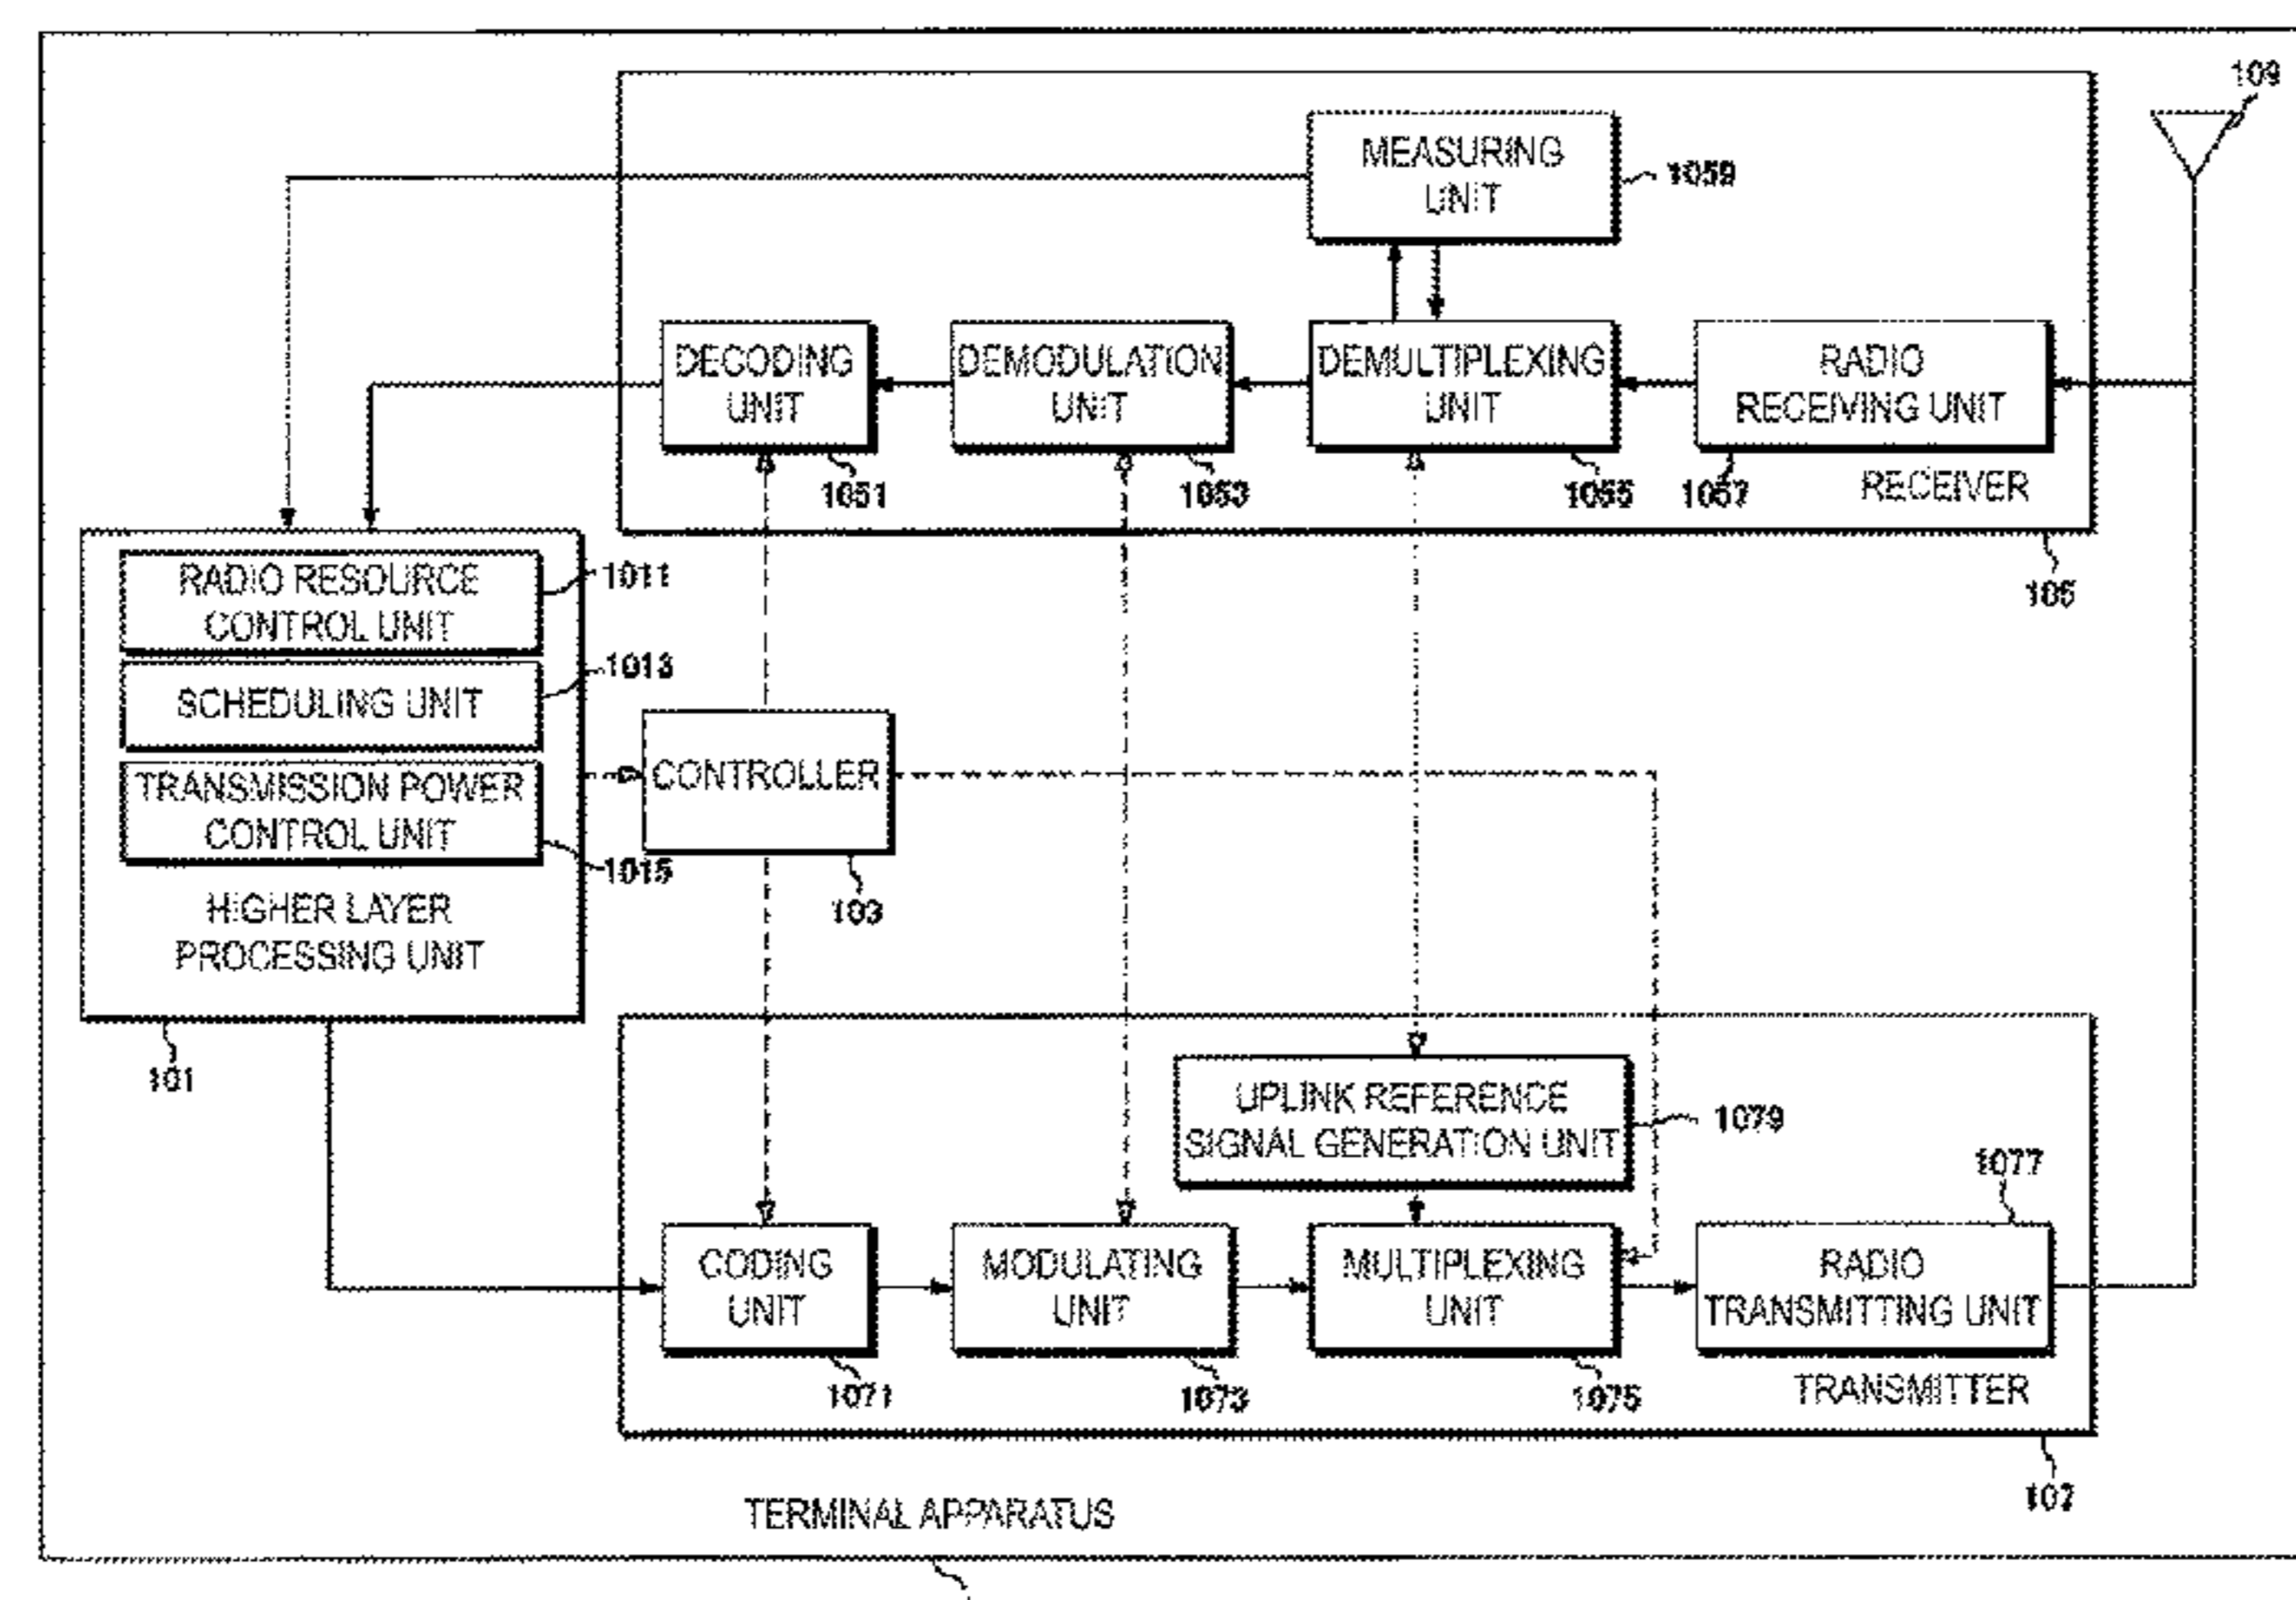 109
MEASURING
UNIT
1059
DECODING
UNIT
1051
DEMODULATION
UNIT
1053
DEMULTIPLEXING
UNIT
1055
RADIO
RECEIVING UNIT
1057
RECEIVER
105
RADIO RESOURCE
CONTROL UNIT
1011
SCHEDULING UNIT
1013
TRANSMISSION POWER
CONTROL UNIT
1015
HIGHER LAYER
PROCESSING UNIT
101
CONTROLLER
103
UPLINK REFERENCE
SIGNAL GENERATION UNIT
1079
CODING
UNIT
1071
MODULATING
UNIT
1073
MULTIPLEXING
UNIT
1075
1077
RADIO
TRANSMITTING UNIT
TRANSMITTER
107
TERMINAL APPARATUS